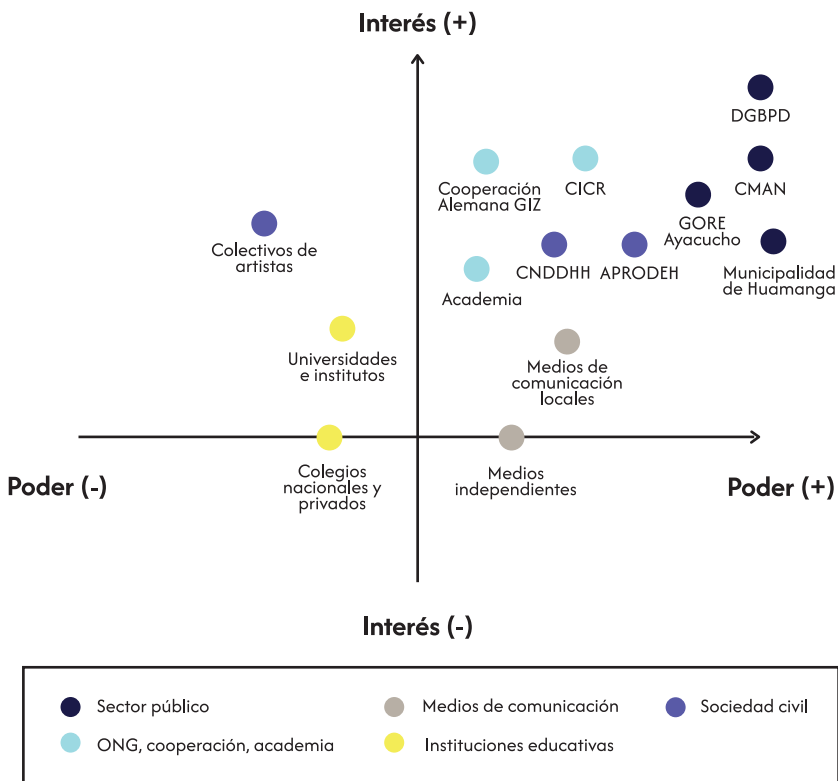 Interés (+)
DGBPD
Cooperación
Alemana GIZ
CICR
CMAN
GORE
Ayacucho
Colectivos de
artistas
CNDDHH
APRODEH
Municipalidad
de Huamanga
Academia
Universidades
e institutos
Medios de
comunicación
locales
Colegios
nacionales y
privados
Medios
independientes
Poder (-)
Poder (+)
Interés (-)
Sector público
Medios de comunicación
Sociedad civil
ONG, cooperación, academia
Instituciones educativas